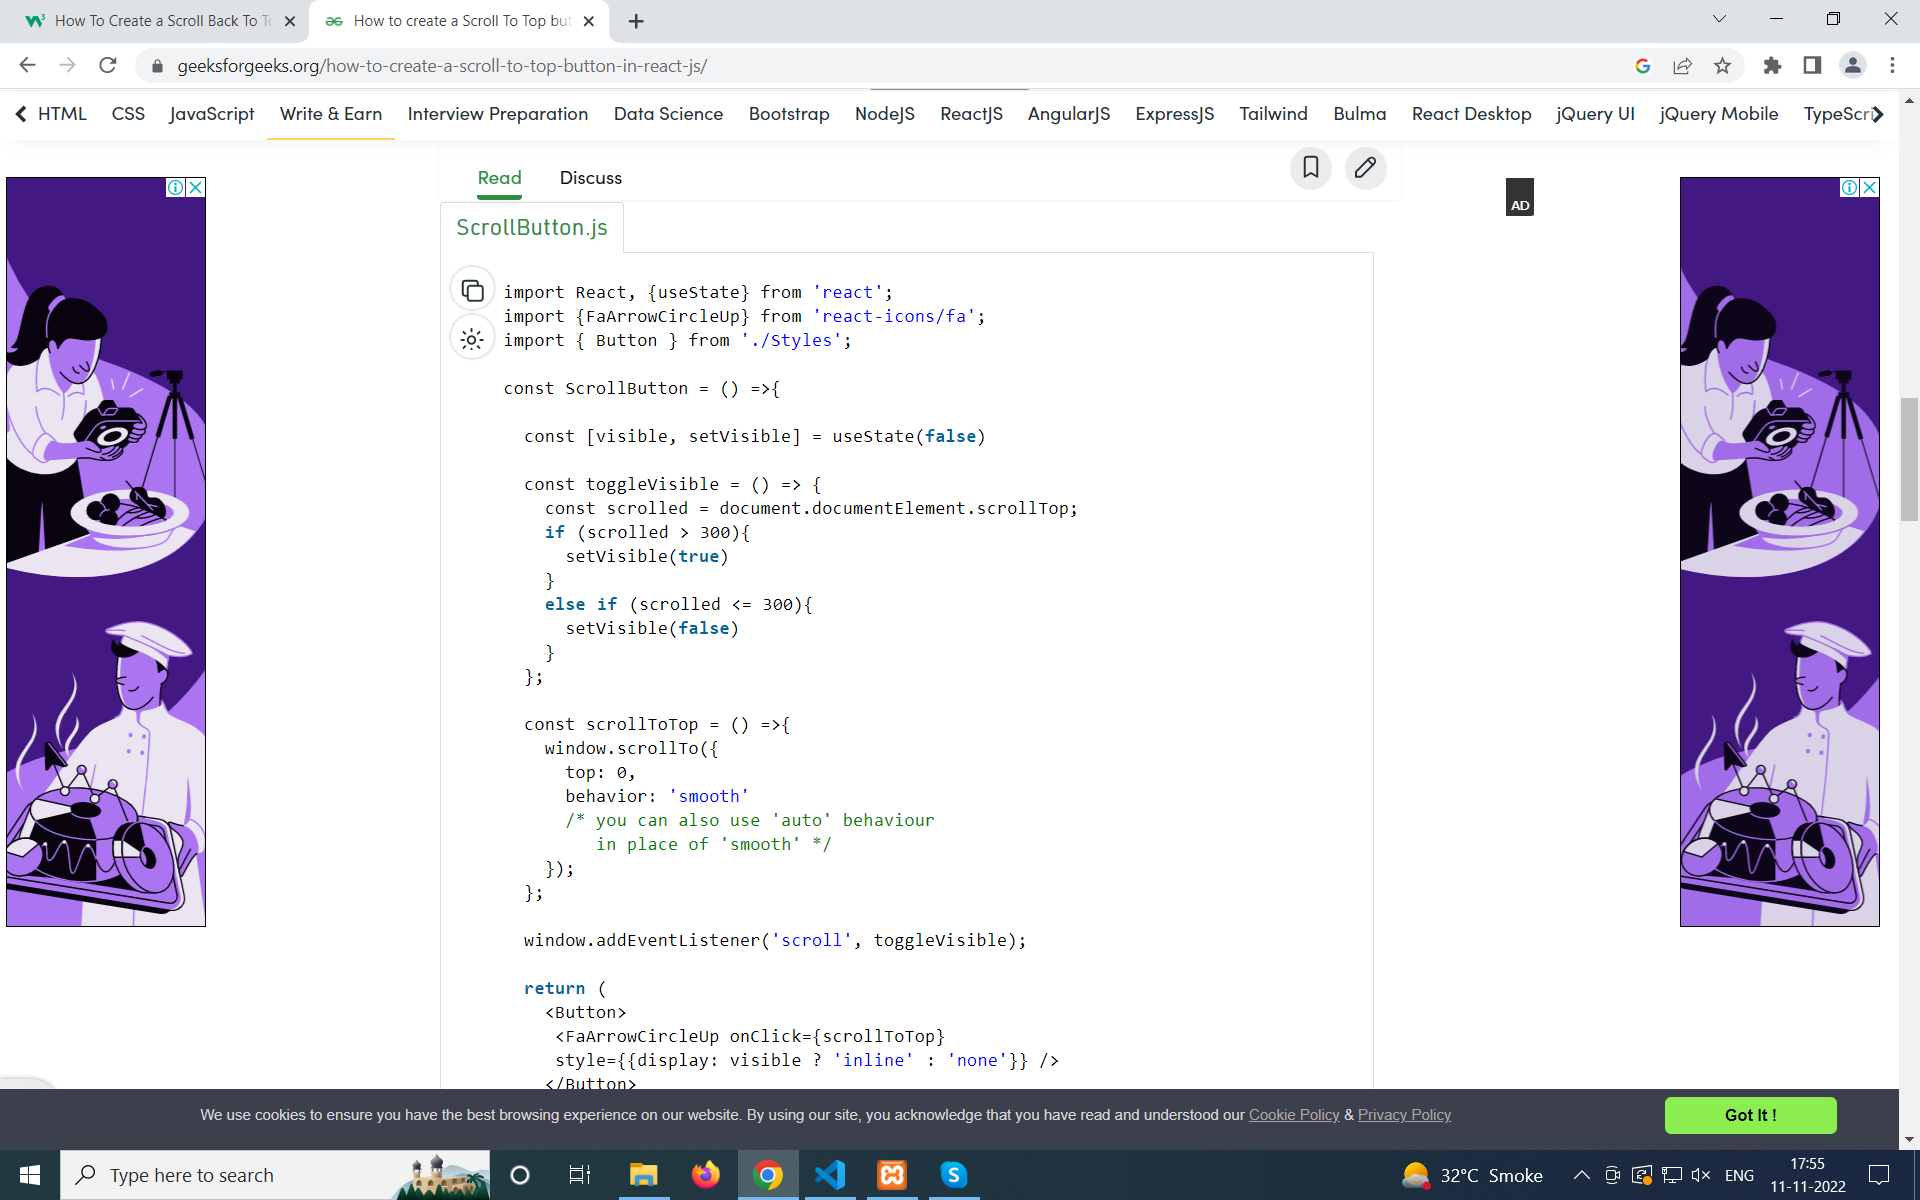 How To Create a Scroll Back To To
How to create a Scroll To Top but
geeksforgeeks.org/how-to-create-a-scroll-to-top-button-in-react-js/
HTML CSS JavaScript Write & Earn Interview Preparation Data Science Bootstrap NodeJS ReactJS AngularJS ExpressJS Tailwind Bulma React Desktop jQuery UI jQuery Mobile TypeScri
Read Discuss
AD
ScrollButton.js
import React, {useState} from 'react';
import {FaArrowCircleUp} from 'react-icons/fa';
import { Button } from './Styles';
const ScrollButton = () =>{
const [visible, setVisible] = useState(false)
const toggleVisible = () => {
const scrolled = document.documentElement.scrollTop;
if (scrolled > 300){
setVisible(true)
}
else if (scrolled <= 300){
setVisible(false)
}
};
const scrollToTop = () =>{
window.scrollTo({
top: 0,
behavior: 'smooth'
/* you can also use 'auto' behaviour
in place of 'smooth' */
});
};
window.addEventListener('scroll', toggleVisible);
return (
<Button>
<FaArrowCircleUp onClick={scrollToTop}
style={{display: visible ? 'inline' : 'none'}} />
</Button>
We use cookies to ensure you have the best browsing experience on our website. By using our site, you acknowledge that you have read and understood our Cookie Policy & Privacy Policy
Got It !
Type here to search
32°C Smoke
ENG
17:55
11-11-2022